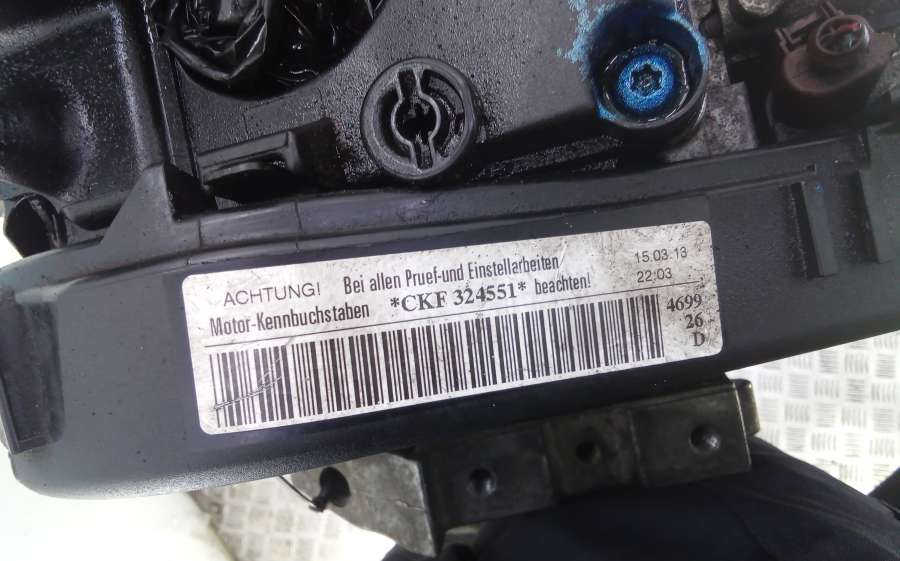 ACHTUNG! Bei allen Pruef-und Einstellarbeiten
Motor-Kennbuchstaben *CKF 324551* beachten!
15.03.13
22:03
4699
26
D